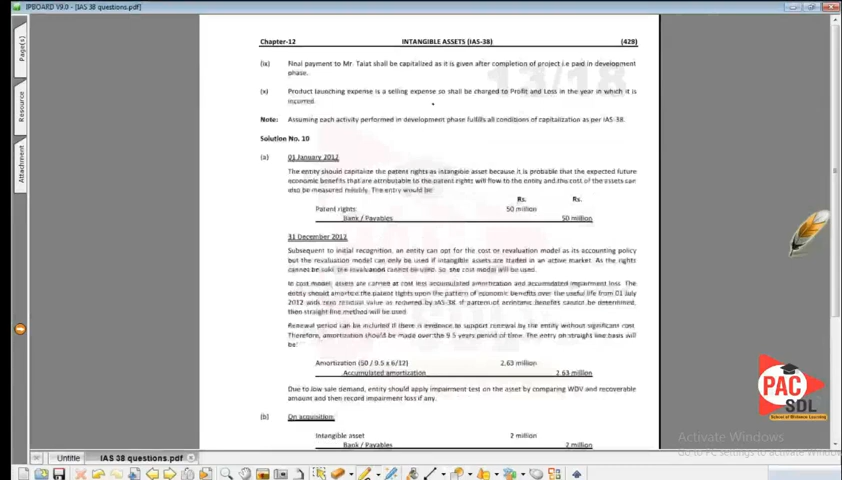 IPBOARD V9.0 - [IAS 38 questions.pdf]
Page(s)
Resource
Attachment
Chapter-12 INTANGIBLE ASSETS (IAS-38) (429)
13/18
(ix) Final payment to Mr. Talat shall be capitalized as it is given after completion of project i.e paid in development
phase.
(x) Product launching expense is a selling expense so shall be charged to Profit and Loss in the year in which it is
incurred.
Note: Assuming each activity performed in development phase fulfills all conditions of capitalization as per IAS-38.
Solution No. 10
(a) 01 January 2012
The entity should capitalize the patent rights as intangible asset because it is probable that the expected future
economic benefits that are attributable to the patent rights will flow to the entity and the cost of the assets can
also be measured reliably. The entry would be:
Rs. Rs.
Patent rights 50 million
Bank / Payables 50 million
31 December 2012
Subsequent to initial recognition, an entity can opt for the cost or revaluation model as its accounting policy
but the revaluation model can only be used if intangible assets are traded in an active market. As the rights
cannot be sold, the revaluation cannot be used. So, the cost model will be used.
In cost model, assets are carried at cost less accumulated amortization and accumulated impairment loss. The
entity should amortize the patent rights upon the pattern of economic benefits over the useful life from 01 July
2012 with zero residual value as required by IAS-38. If pattern of economic benefits cannot be determined,
then straight line method will be used.
Renewal period can be included if there is evidence to support renewal by the entity without significant cost.
Therefore, amortization should be made over the 9.5 years period of time. The entry on straight line basis will
be:
Amortization (50 / 9.5 x 6/12) 2.63 million
Accumulated amortization 2.63 million
Due to low sale demand, entity should apply impairment test on the asset by comparing WDV and recoverable
amount and then record impairment loss if any.
(b) On acquisition:
Intangible asset 2 million
Bank / Payables 2 million
PAC
SDL
School of Distance Learning
Activate Windows
Go to PC settings to activate Windows.
Untitle IAS 38 questions.pdf